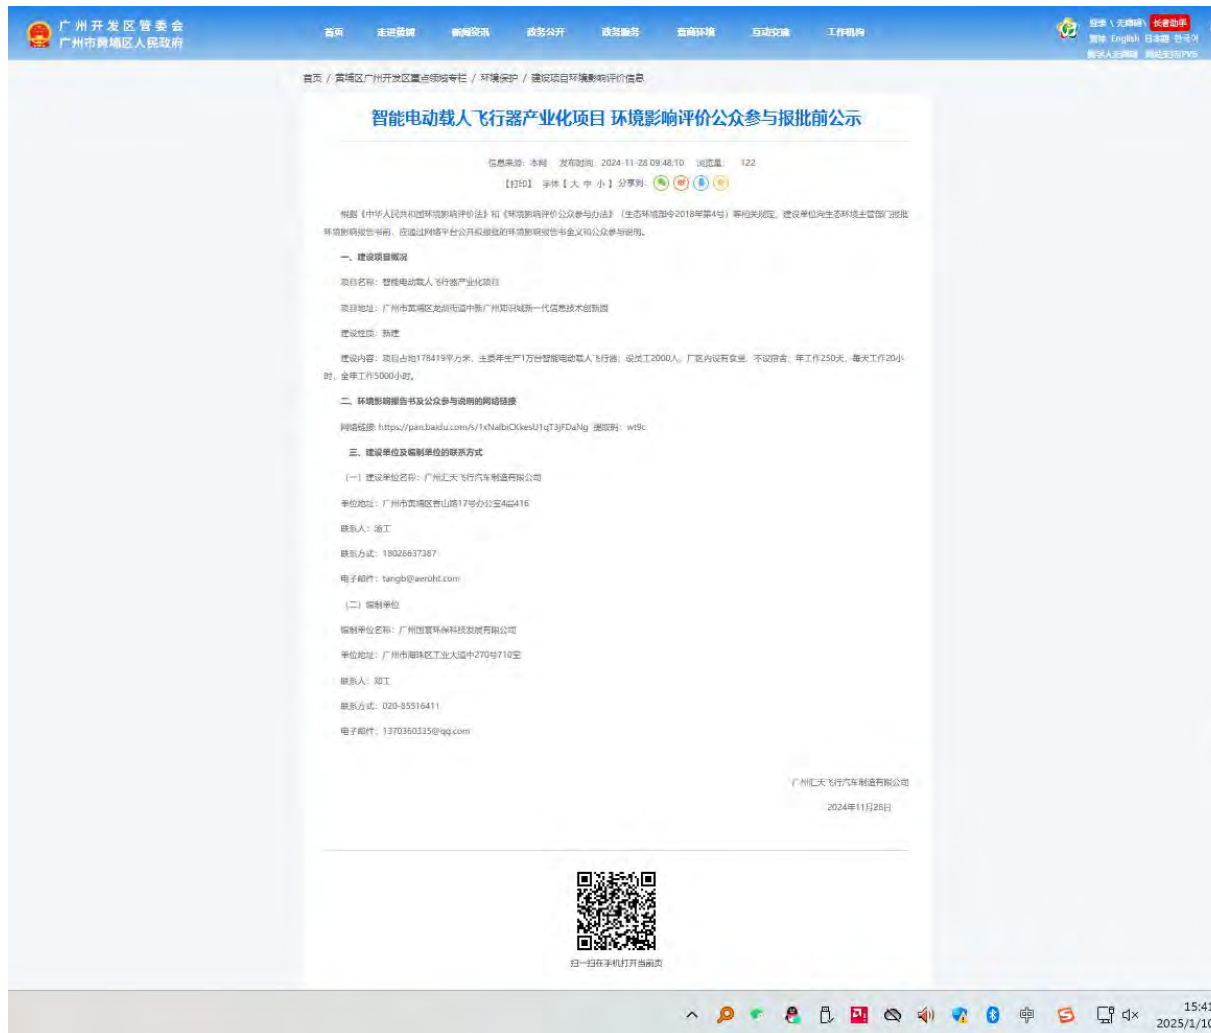 广州开发区管委会
广州市黄埔区人民政府
首页 走进黄埔 新闻资讯 政务公开 政务服务 营商环境 互动交流 工作机构
登录 \ 无障碍 \ 长者助手
繁体 English 日本語 한국어
网站支持IPV6
首页 / 黄埔区广州开发区重点领域专栏 / 环境保护 / 建设项目环境影响评价信息
智能电动载人飞行器产业化项目 环境影响评价公众参与报批前公示
信息来源: 本网 发布时间: 2024-11-28 09:48:10 浏览量: 122
【打印】 字体【 大 中 小 】 分享到:
根据《中华人民共和国环境影响评价法》和《环境影响评价公众参与办法》(生态环境部令2018年第4号)等相关规定，建设单位向生态环境主管部门报批
环境影响报告书前，应通过网络平台公开拟报批的环境影响报告书全文和公众参与说明。
一、建设项目概况
项目名称：智能电动载人飞行器产业化项目
项目地址：广州市黄埔区龙湖街道中新广州知识城新一代信息技术创新园
建设性质：新建
建设内容：项目占地178419平方米，主要年生产1万台智能电动载人飞行器；设员工2000人，厂区内设有食堂，不设宿舍；年工作250天，每天工作20小
时，全年工作5000小时。
二、环境影响报告书及公众参与说明的网络链接
网络链接: https://pan.baidu.com/s/1xNalbiCKkesU1qT3jFDaNg 提取码：wt9c
三、建设单位及编制单位的联系方式
（一）建设单位名称：广州汇天飞行汽车制造有限公司
单位地址：广州市黄埔区香山路17号办公室4层416
联系人：汤工
联系方式：18028637387
电子邮件：tangb@aeroht.com
（二）编制单位
编制单位名称：广州国寰环保科技发展有限公司
单位地址：广州市海珠区工业大道中270号710室
联系人：邓工
联系方式：020-85516411
电子邮件：1370360335@qq.com
广州汇天飞行汽车制造有限公司
2024年11月28日
扫一扫在手机打开当前页
中
15:41
2025/1/10